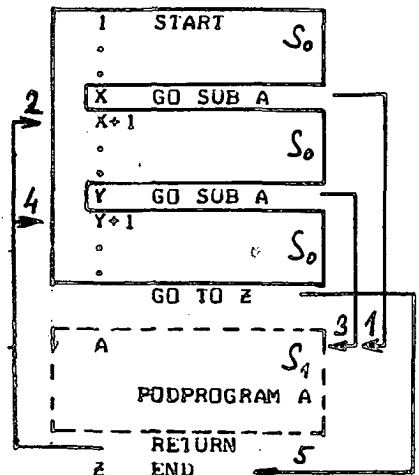 1 START S₀
2 X GO SUB A
X+1
S₀
4 Y GO SUB A
Y+1
S₀
GO TO Z
A 3 1
S₁
PODPROGRAM A
RETURN
Z END 5